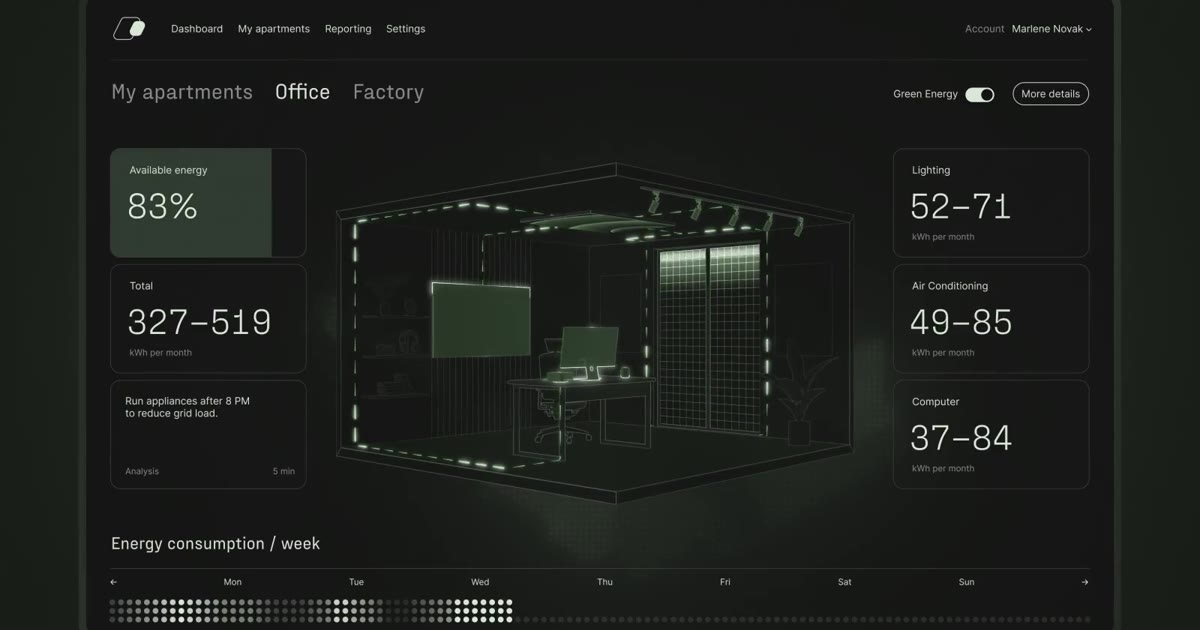 Dashboard My apartments Reporting Settings
Account Marlene Novak
My apartments Office Factory
Green Energy More details
Available energy
83%
Total
327–519
kWh per month
Run appliances after 8 PM
to reduce grid load.
Analysis 5 min
Lighting
52–71
kWh per month
Air Conditioning
49–85
kWh per month
Computer
37–84
kWh per month
Energy consumption / week
← Mon Tue Wed Thu Fri Sat Sun →